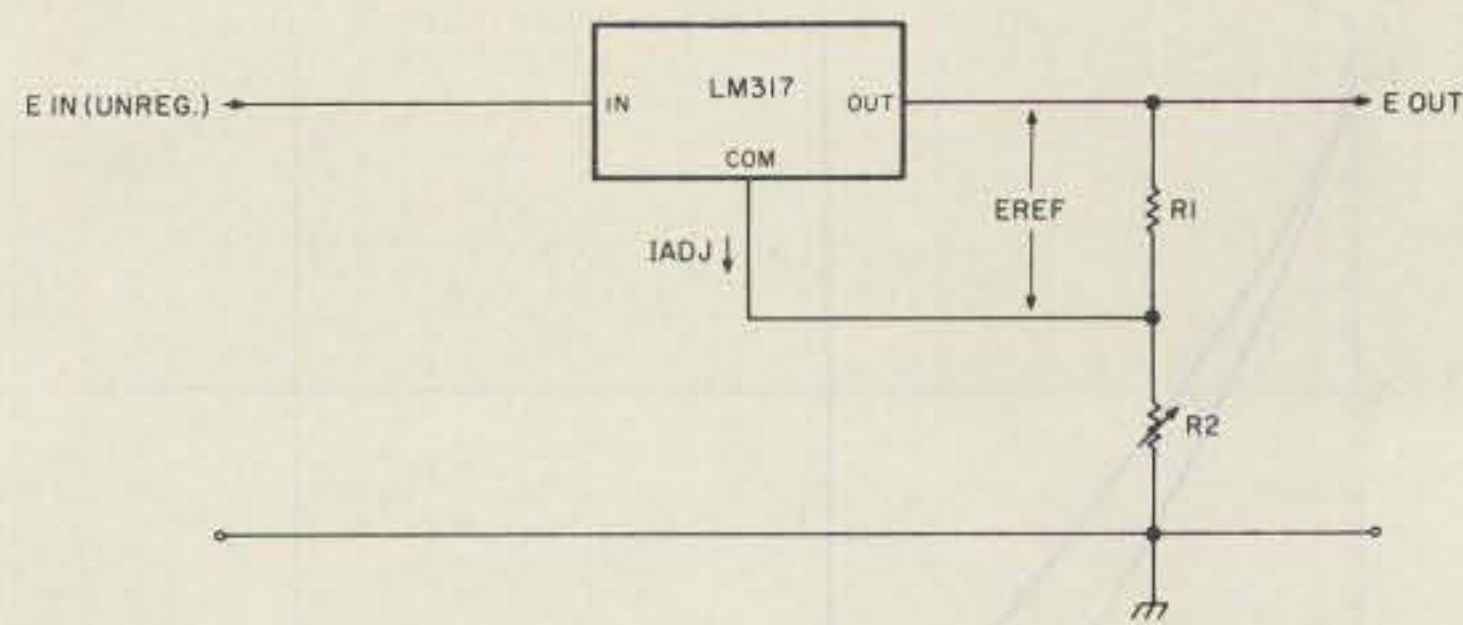 E IN (UNREG.)
IN
LM317
OUT
COM
E OUT
EREF
R1
IADJ
R2